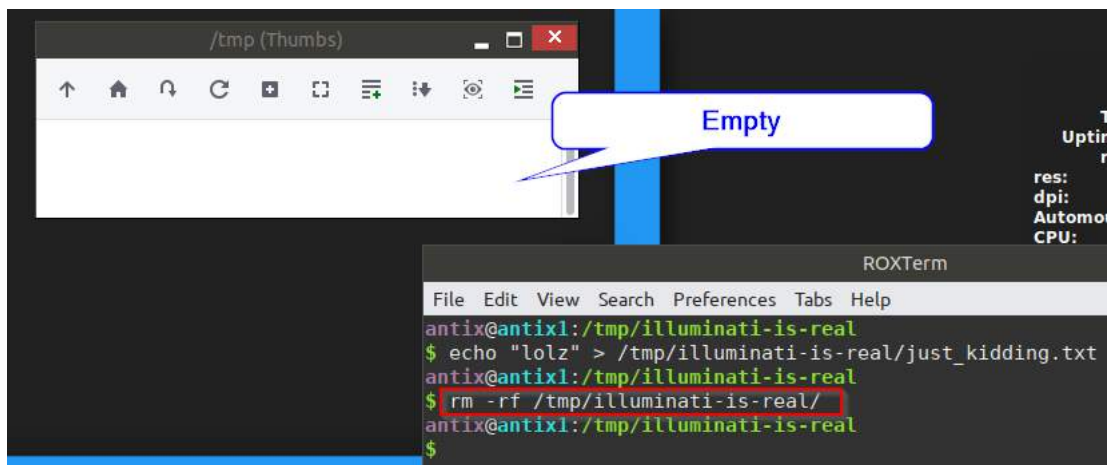 /tmp (Thumbs)
Empty
res:
dpi:
CPU:
ROXTerm
File Edit View Search Preferences Tabs Help
antix@antix1:/tmp/illuminati-is-real
$ echo "lolz" > /tmp/illuminati-is-real/just_kidding.txt
antix@antix1:/tmp/illuminati-is-real
$ rm -rf /tmp/illuminati-is-real/
antix@antix1:/tmp/illuminati-is-real
$